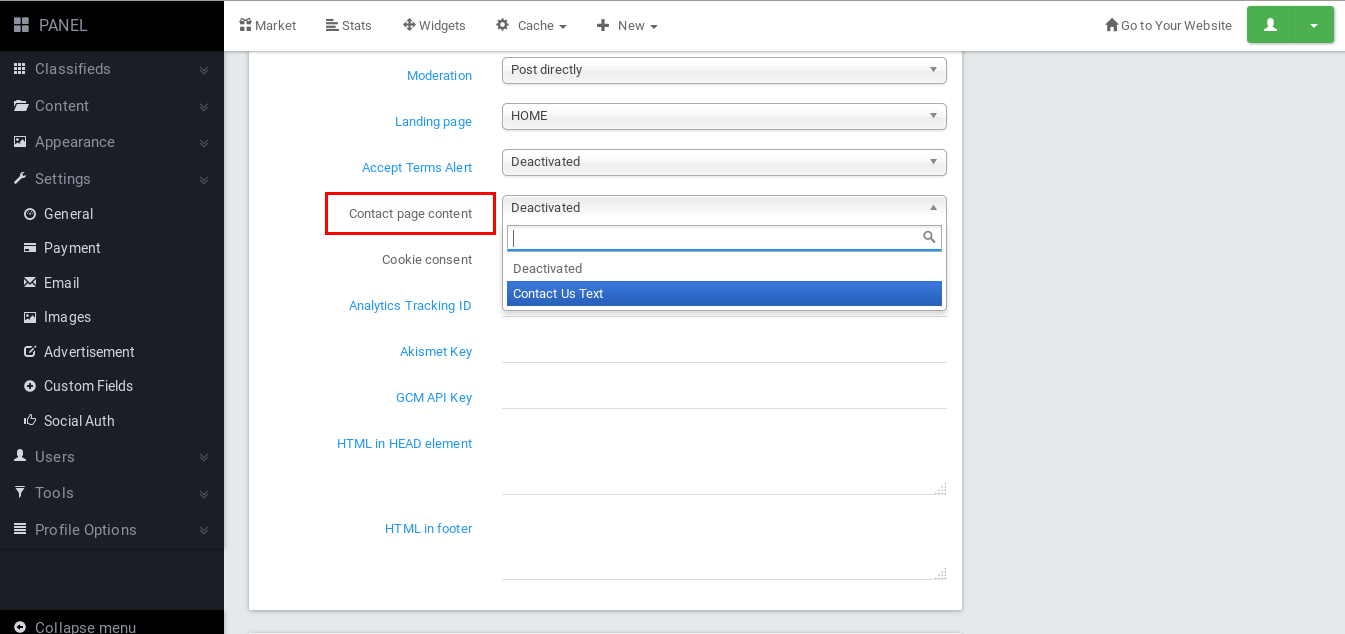 PANEL
Market
Stats
Widgets
Cache
New
Go to Your Website
Classifieds
Content
Appearance
Settings
General
Payment
Email
Images
Advertisement
Custom Fields
Social Auth
Users
Tools
Profile Options
Collapse menu
Moderation
Post directly
Landing page
HOME
Accept Terms Alert
Deactivated
Contact page content
Deactivated
Deactivated
Contact Us Text
Cookie consent
Analytics Tracking ID
Akismet Key
GCM API Key
HTML in HEAD element
HTML in footer